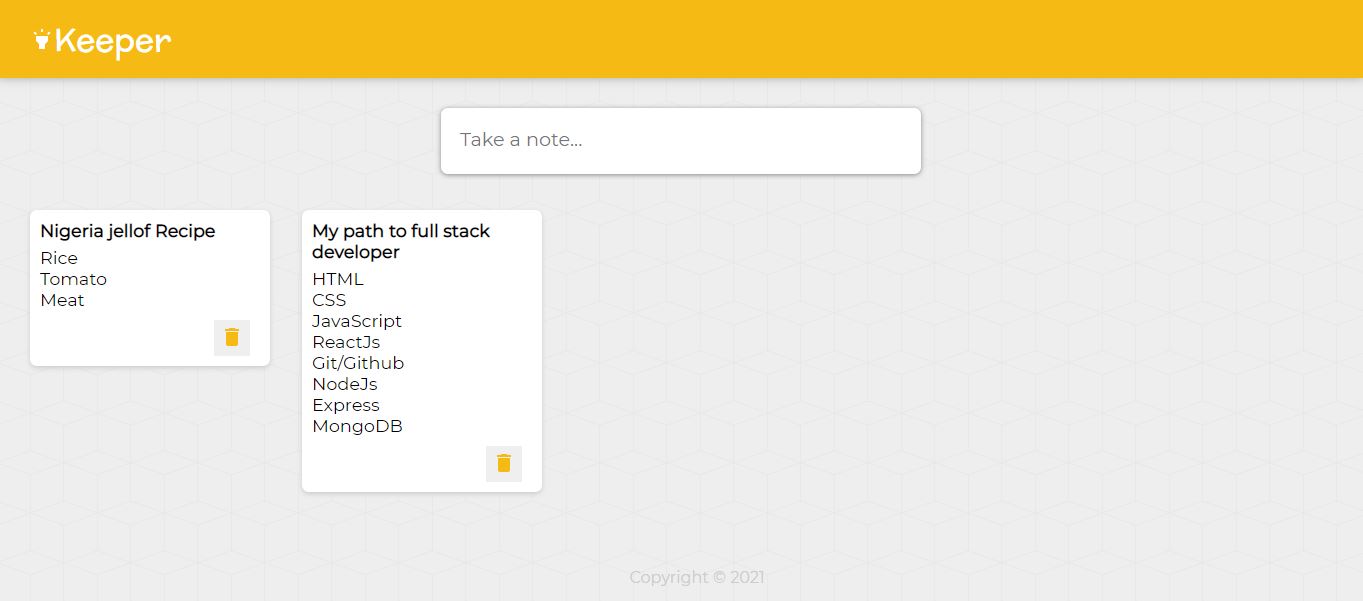 Keeper
Take a note...
Nigeria jellof Recipe
Rice
Tomato
Meat
My path to full stack
developer
HTML
CSS
JavaScript
ReactJs
Git/Github
NodeJs
Express
MongoDB
Copyright © 2021